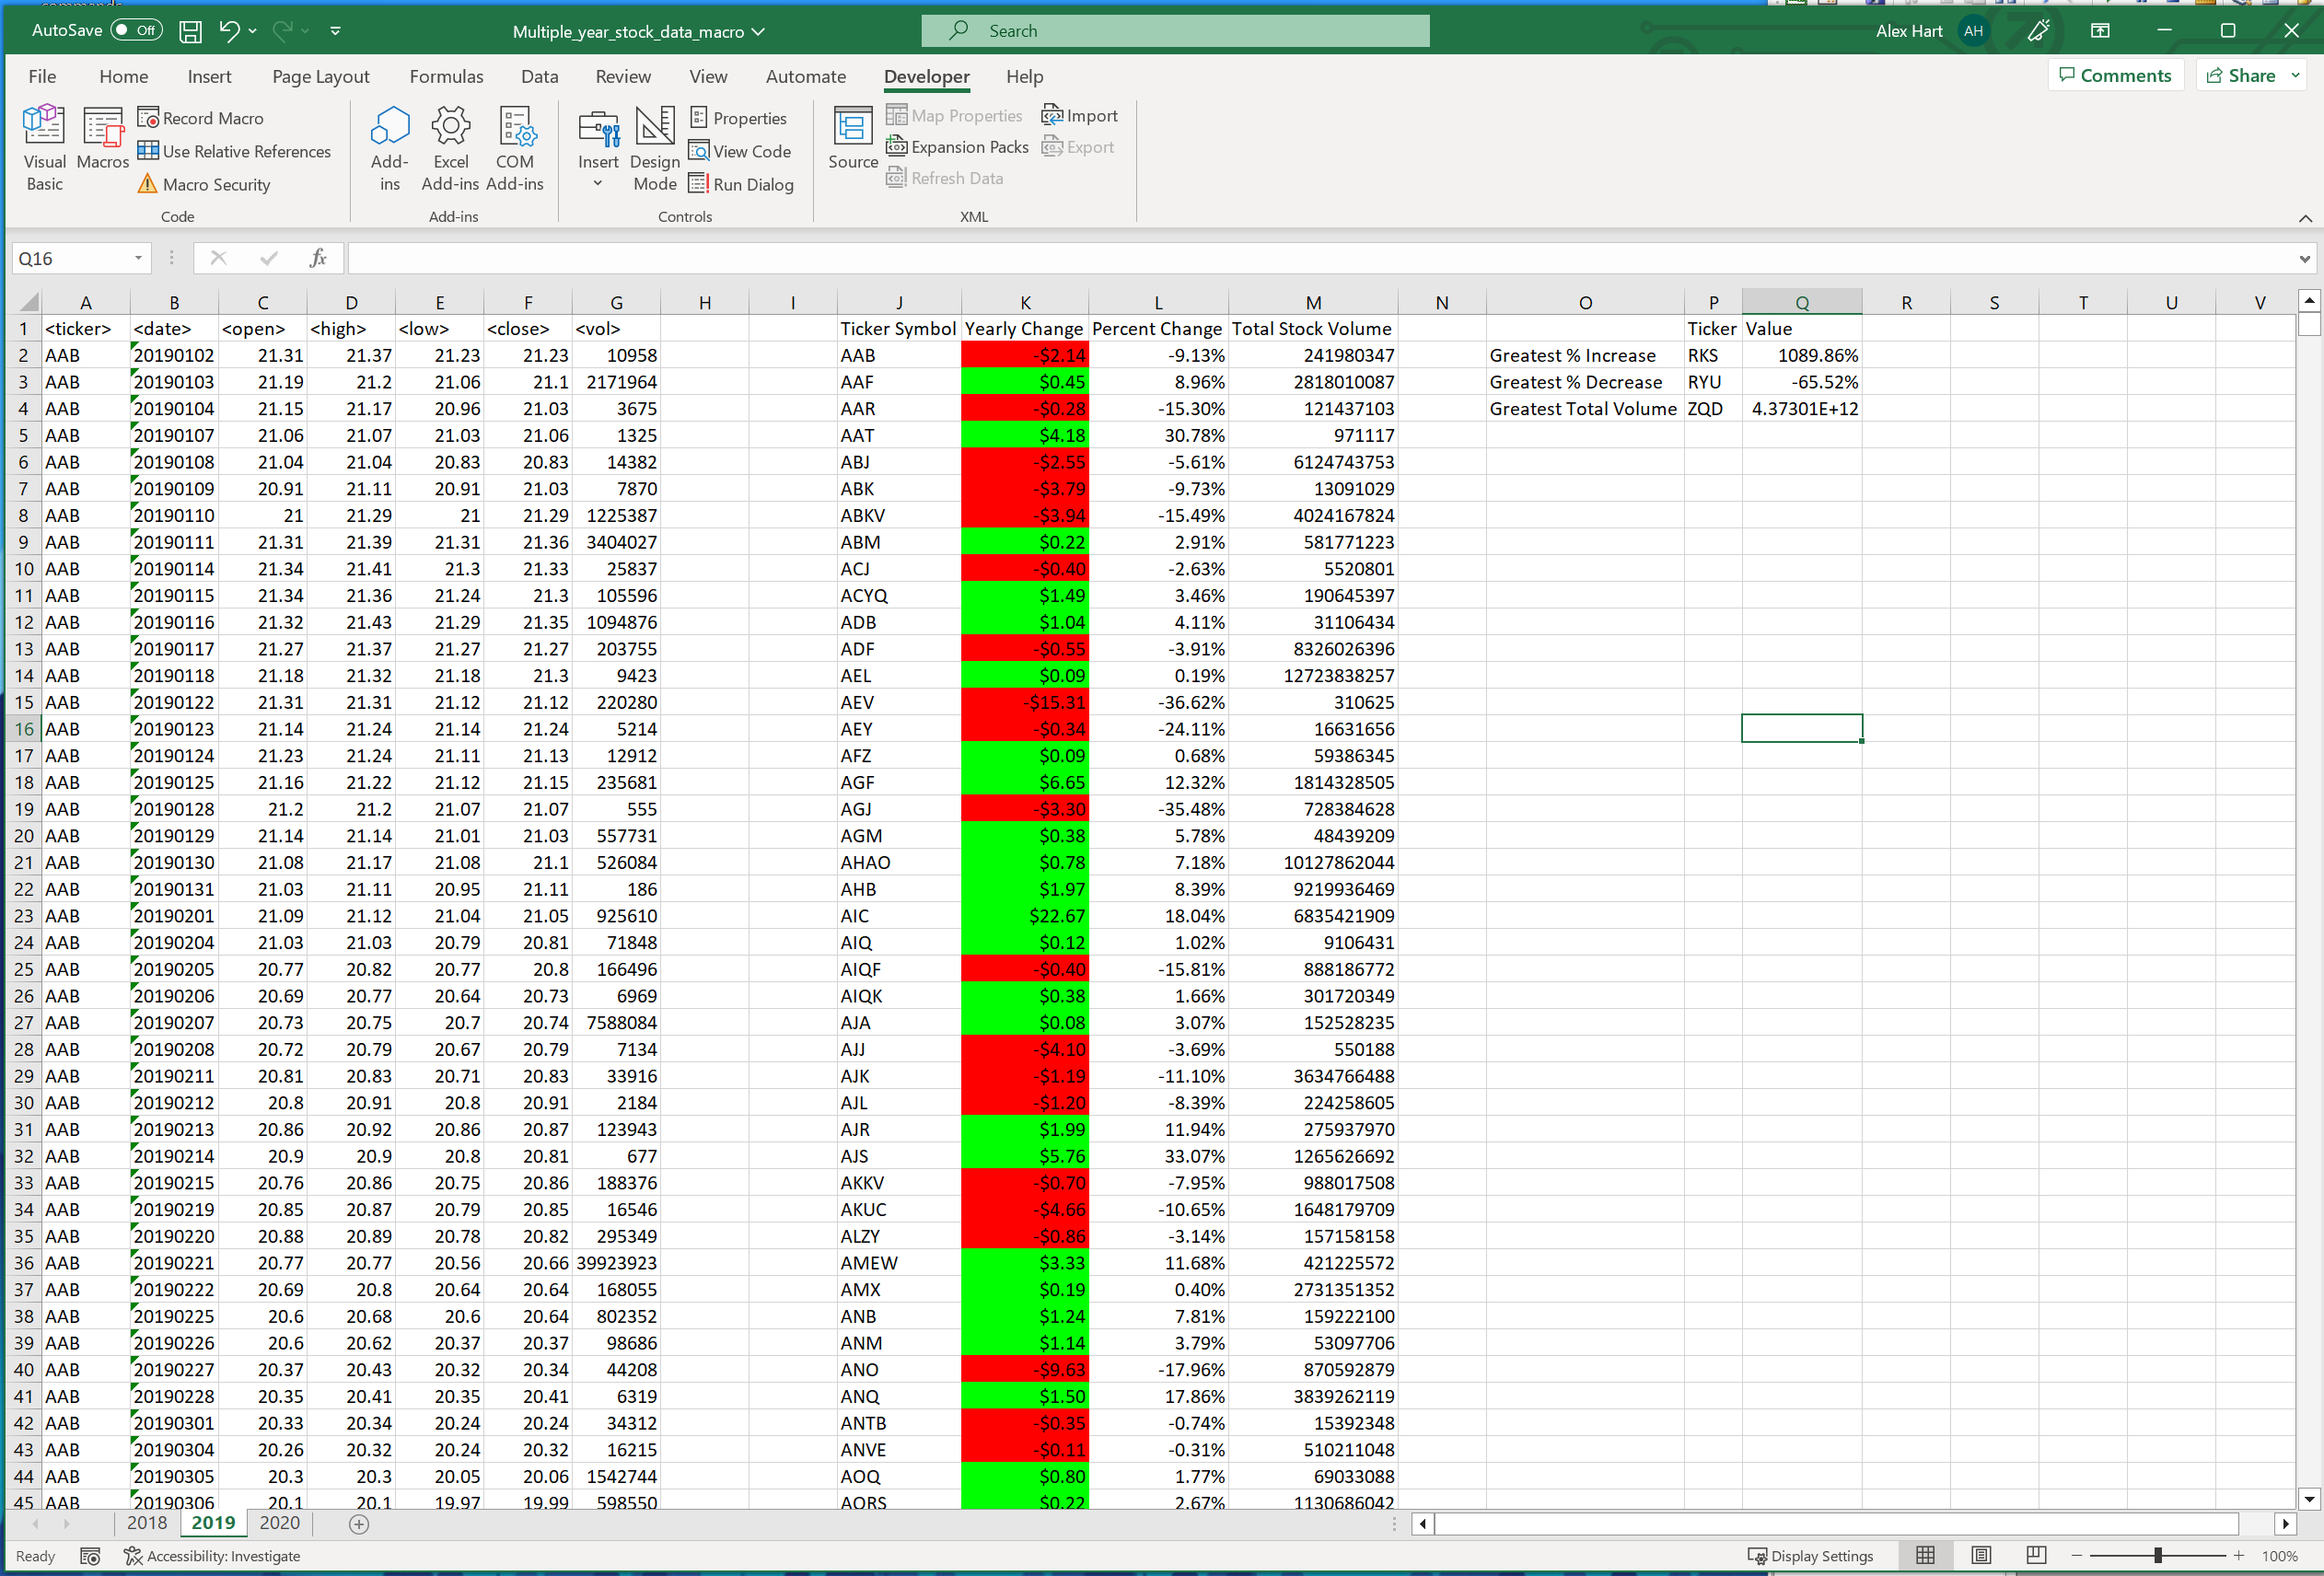 AutoSave Off Multiple_year_stock_data_macro Search Alex Hart AH
File Home Insert Page Layout Formulas Data Review View Automate Developer Help Comments Share
Visual Basic Macros Record Macro Use Relative References Macro Security
Add-ins Excel Add-ins COM Add-ins
Insert Design Mode Properties View Code Run Dialog
Source Map Properties Expansion Packs Refresh Data Import Export
Code Add-ins Controls XML
Q16 fx
A B C D E F G H I J K L M N O P Q R S T U V
1 <ticker> <date> <open> <high> <low> <close> <vol> Ticker Symbol Yearly Change Percent Change Total Stock Volume Ticker Value
2 AAB 20190102 21.31 21.37 21.23 21.23 10958 AAB -$2.14 -9.13% 241980347 Greatest % Increase RKS 1089.86%
3 AAB 20190103 21.19 21.2 21.06 21.1 2171964 AAF $0.45 8.96% 2818010087 Greatest % Decrease RYU -65.52%
4 AAB 20190104 21.15 21.17 20.96 21.03 3675 AAR -$0.28 -15.30% 121437103 Greatest Total Volume ZQD 4.37301E+12
5 AAB 20190107 21.06 21.07 21.03 21.06 1325 AAT $4.18 30.78% 971117
6 AAB 20190108 21.04 21.04 20.83 20.83 14382 ABJ -$2.55 -5.61% 6124743753
7 AAB 20190109 20.91 21.11 20.91 21.03 7870 ABK -$3.79 -9.73% 13091029
8 AAB 20190110 21 21.29 21 21.29 1225387 ABKV -$3.94 -15.49% 4024167824
9 AAB 20190111 21.31 21.39 21.31 21.36 3404027 ABM $0.22 2.91% 581771223
10 AAB 20190114 21.34 21.41 21.3 21.33 25837 ACJ -$0.40 -2.63% 5520801
11 AAB 20190115 21.34 21.36 21.24 21.3 105596 ACYQ $1.49 3.46% 190645397
12 AAB 20190116 21.32 21.43 21.29 21.35 1094876 ADB $1.04 4.11% 31106434
13 AAB 20190117 21.27 21.37 21.27 21.27 203755 ADF -$0.55 -3.91% 8326026396
14 AAB 20190118 21.18 21.32 21.18 21.3 9423 AEL $0.09 0.19% 12723838257
15 AAB 20190122 21.31 21.31 21.12 21.12 220280 AEV -$15.31 -36.62% 310625
16 AAB 20190123 21.14 21.24 21.14 21.24 5214 AEY -$0.34 -24.11% 16631656
17 AAB 20190124 21.23 21.24 21.11 21.13 12912 AFZ $0.09 0.68% 59386345
18 AAB 20190125 21.16 21.22 21.12 21.15 235681 AGF $6.65 12.32% 1814328505
19 AAB 20190128 21.2 21.2 21.07 21.07 555 AGJ -$3.30 -35.48% 728384628
20 AAB 20190129 21.14 21.14 21.01 21.03 557731 AGM $0.38 5.78% 48439209
21 AAB 20190130 21.08 21.17 21.08 21.1 526084 AHAO $0.78 7.18% 10127862044
22 AAB 20190131 21.03 21.11 20.95 21.11 186 AHB $1.97 8.39% 9219936469
23 AAB 20190201 21.09 21.12 21.04 21.05 925610 AIC $22.67 18.04% 6835421909
24 AAB 20190204 21.03 21.03 20.79 20.81 71848 AIQ $0.12 1.02% 9106431
25 AAB 20190205 20.77 20.82 20.77 20.8 166496 AIQF -$0.40 -15.81% 888186772
26 AAB 20190206 20.69 20.77 20.64 20.73 6969 AIQK $0.38 1.66% 301720349
27 AAB 20190207 20.73 20.75 20.7 20.74 7588084 AJA $0.08 3.07% 152528235
28 AAB 20190208 20.72 20.79 20.67 20.79 7134 AJJ -$4.10 -3.69% 550188
29 AAB 20190211 20.81 20.83 20.71 20.83 33916 AJK -$1.19 -11.10% 3634766488
30 AAB 20190212 20.8 20.91 20.8 20.91 2184 AJL -$1.20 -8.39% 224258605
31 AAB 20190213 20.86 20.92 20.86 20.87 123943 AJR $1.99 11.94% 275937970
32 AAB 20190214 20.9 20.9 20.8 20.81 677 AJS $5.76 33.07% 1265626692
33 AAB 20190215 20.76 20.86 20.75 20.86 188376 AKKV -$0.70 -7.95% 988017508
34 AAB 20190219 20.85 20.87 20.79 20.85 16546 AKUC -$4.66 -10.65% 1648179709
35 AAB 20190220 20.88 20.89 20.78 20.82 295349 ALZY -$0.86 -3.14% 157158158
36 AAB 20190221 20.77 20.77 20.56 20.66 39923923 AMEW $3.33 11.68% 421225572
37 AAB 20190222 20.69 20.8 20.64 20.64 168055 AMX $0.19 0.40% 2731351352
38 AAB 20190225 20.6 20.68 20.6 20.64 802352 ANB $1.24 7.81% 159222100
39 AAB 20190226 20.6 20.62 20.37 20.37 98686 ANM $1.14 3.79% 53097706
40 AAB 20190227 20.37 20.43 20.32 20.34 44208 ANO -$9.63 -17.96% 870592879
41 AAB 20190228 20.35 20.41 20.35 20.41 6319 ANQ $1.50 17.86% 3839262119
42 AAB 20190301 20.33 20.34 20.24 20.24 34312 ANTB -$0.35 -0.74% 15392348
43 AAB 20190304 20.26 20.32 20.24 20.32 16215 ANVE -$0.11 -0.31% 510211048
44 AAB 20190305 20.3 20.3 20.05 20.06 1542744 AOQ $0.80 1.77% 69033088
45 AAB 20190306 20.1 20.1 19.97 19.99 598550 AORS $0.22 2.67% 1130686042
2018 2019 2020
Ready Accessibility: Investigate Display Settings 100%